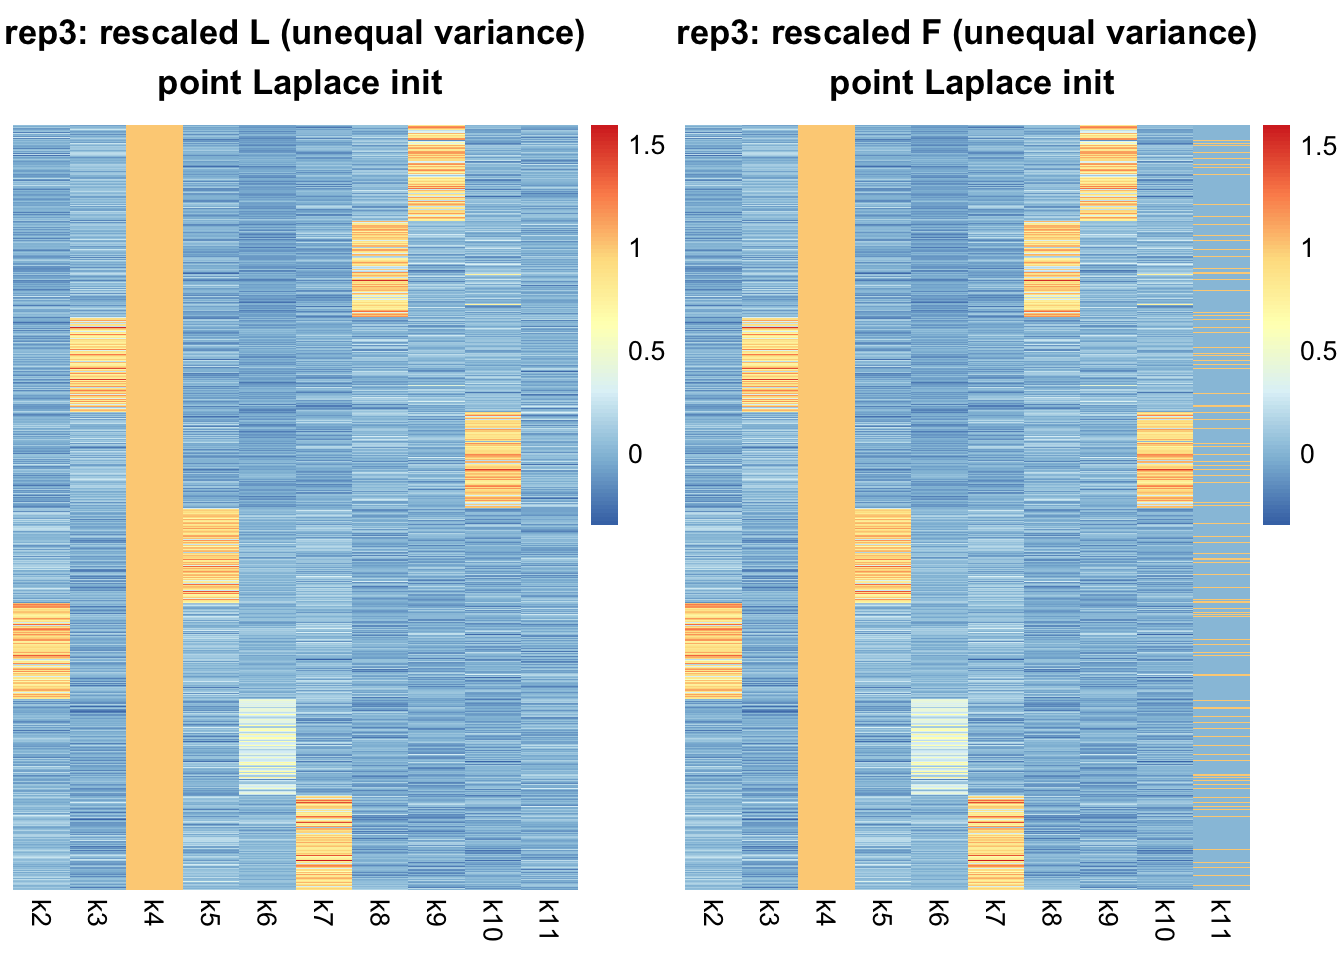 rep3: rescaled L (unequal variance)
point Laplace init
1.5
1
0.5
0
k2 k3 k4 k5 k6 k7 k8 k9 k10 k11
rep3: rescaled F (unequal variance)
point Laplace init
1.5
1
0.5
0
k2 k3 k4 k5 k6 k7 k8 k9 k10 k11